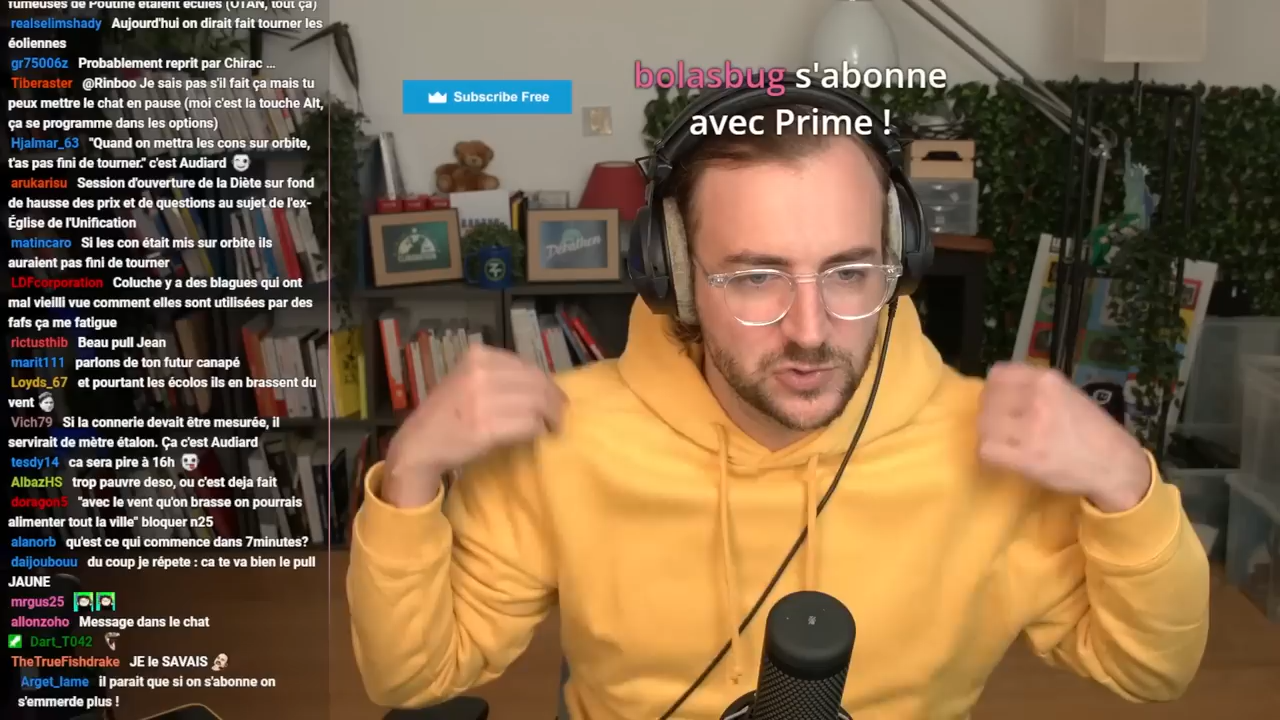 fumeuses de Poutine étaient éculés (OTAN, tout ça)
realselimshady Aujourd'hui on dirait fait tourner les
éoliennes
gr75006z Probablement reprit par Chirac ...
Tiberaster @Rinboo Je sais pas s'il fait ça mais tu
peux mettre le chat en pause (moi c'est la touche Alt,
ça se programme dans les options)
Hjalmar_63 "Quand on mettra les cons sur orbite,
t'as pas fini de tourner." c'est Audiard
arukarisu Session d'ouverture de la Diète sur fond
de hausse des prix et de questions au sujet de l'ex-
Église de l'Unification
matincaro Si les con était mis sur orbite ils
auraient pas fini de tourner
LDFcorporation Coluche y a des blagues qui ont
mal vieilli vue comment elles sont utilisées par des
fafs ça me fatigue
rictusthib Beau pull Jean
marit111 parlons de ton futur canapé
Loyds_67 et pourtant les écolos ils en brassent du
vent
Vich79 Si la connerie devait être mesurée, il
servirait de mètre étalon. Ça c'est Audiard
tesdy14 ca sera pire à 16h
AlbazHS trop pauvre deso, ou c'est deja fait
doragon5 "avec le vent qu'on brasse on pourrais
alimenter tout la ville" bloquer n25
alanorb qu'est ce qui commence dans 7minutes?
daijoubouu du coup je répete : ca te va bien le pull
JAUNE
mrgus25
allonzoho Message dans le chat
Dart_T042
TheTrueFishdrake JE le SAVAIS
Arget_lame il parait que si on s'abonne on
s'emmerde plus !
Subscribe Free
bolasbug s'abonne
avec Prime !
Débathon